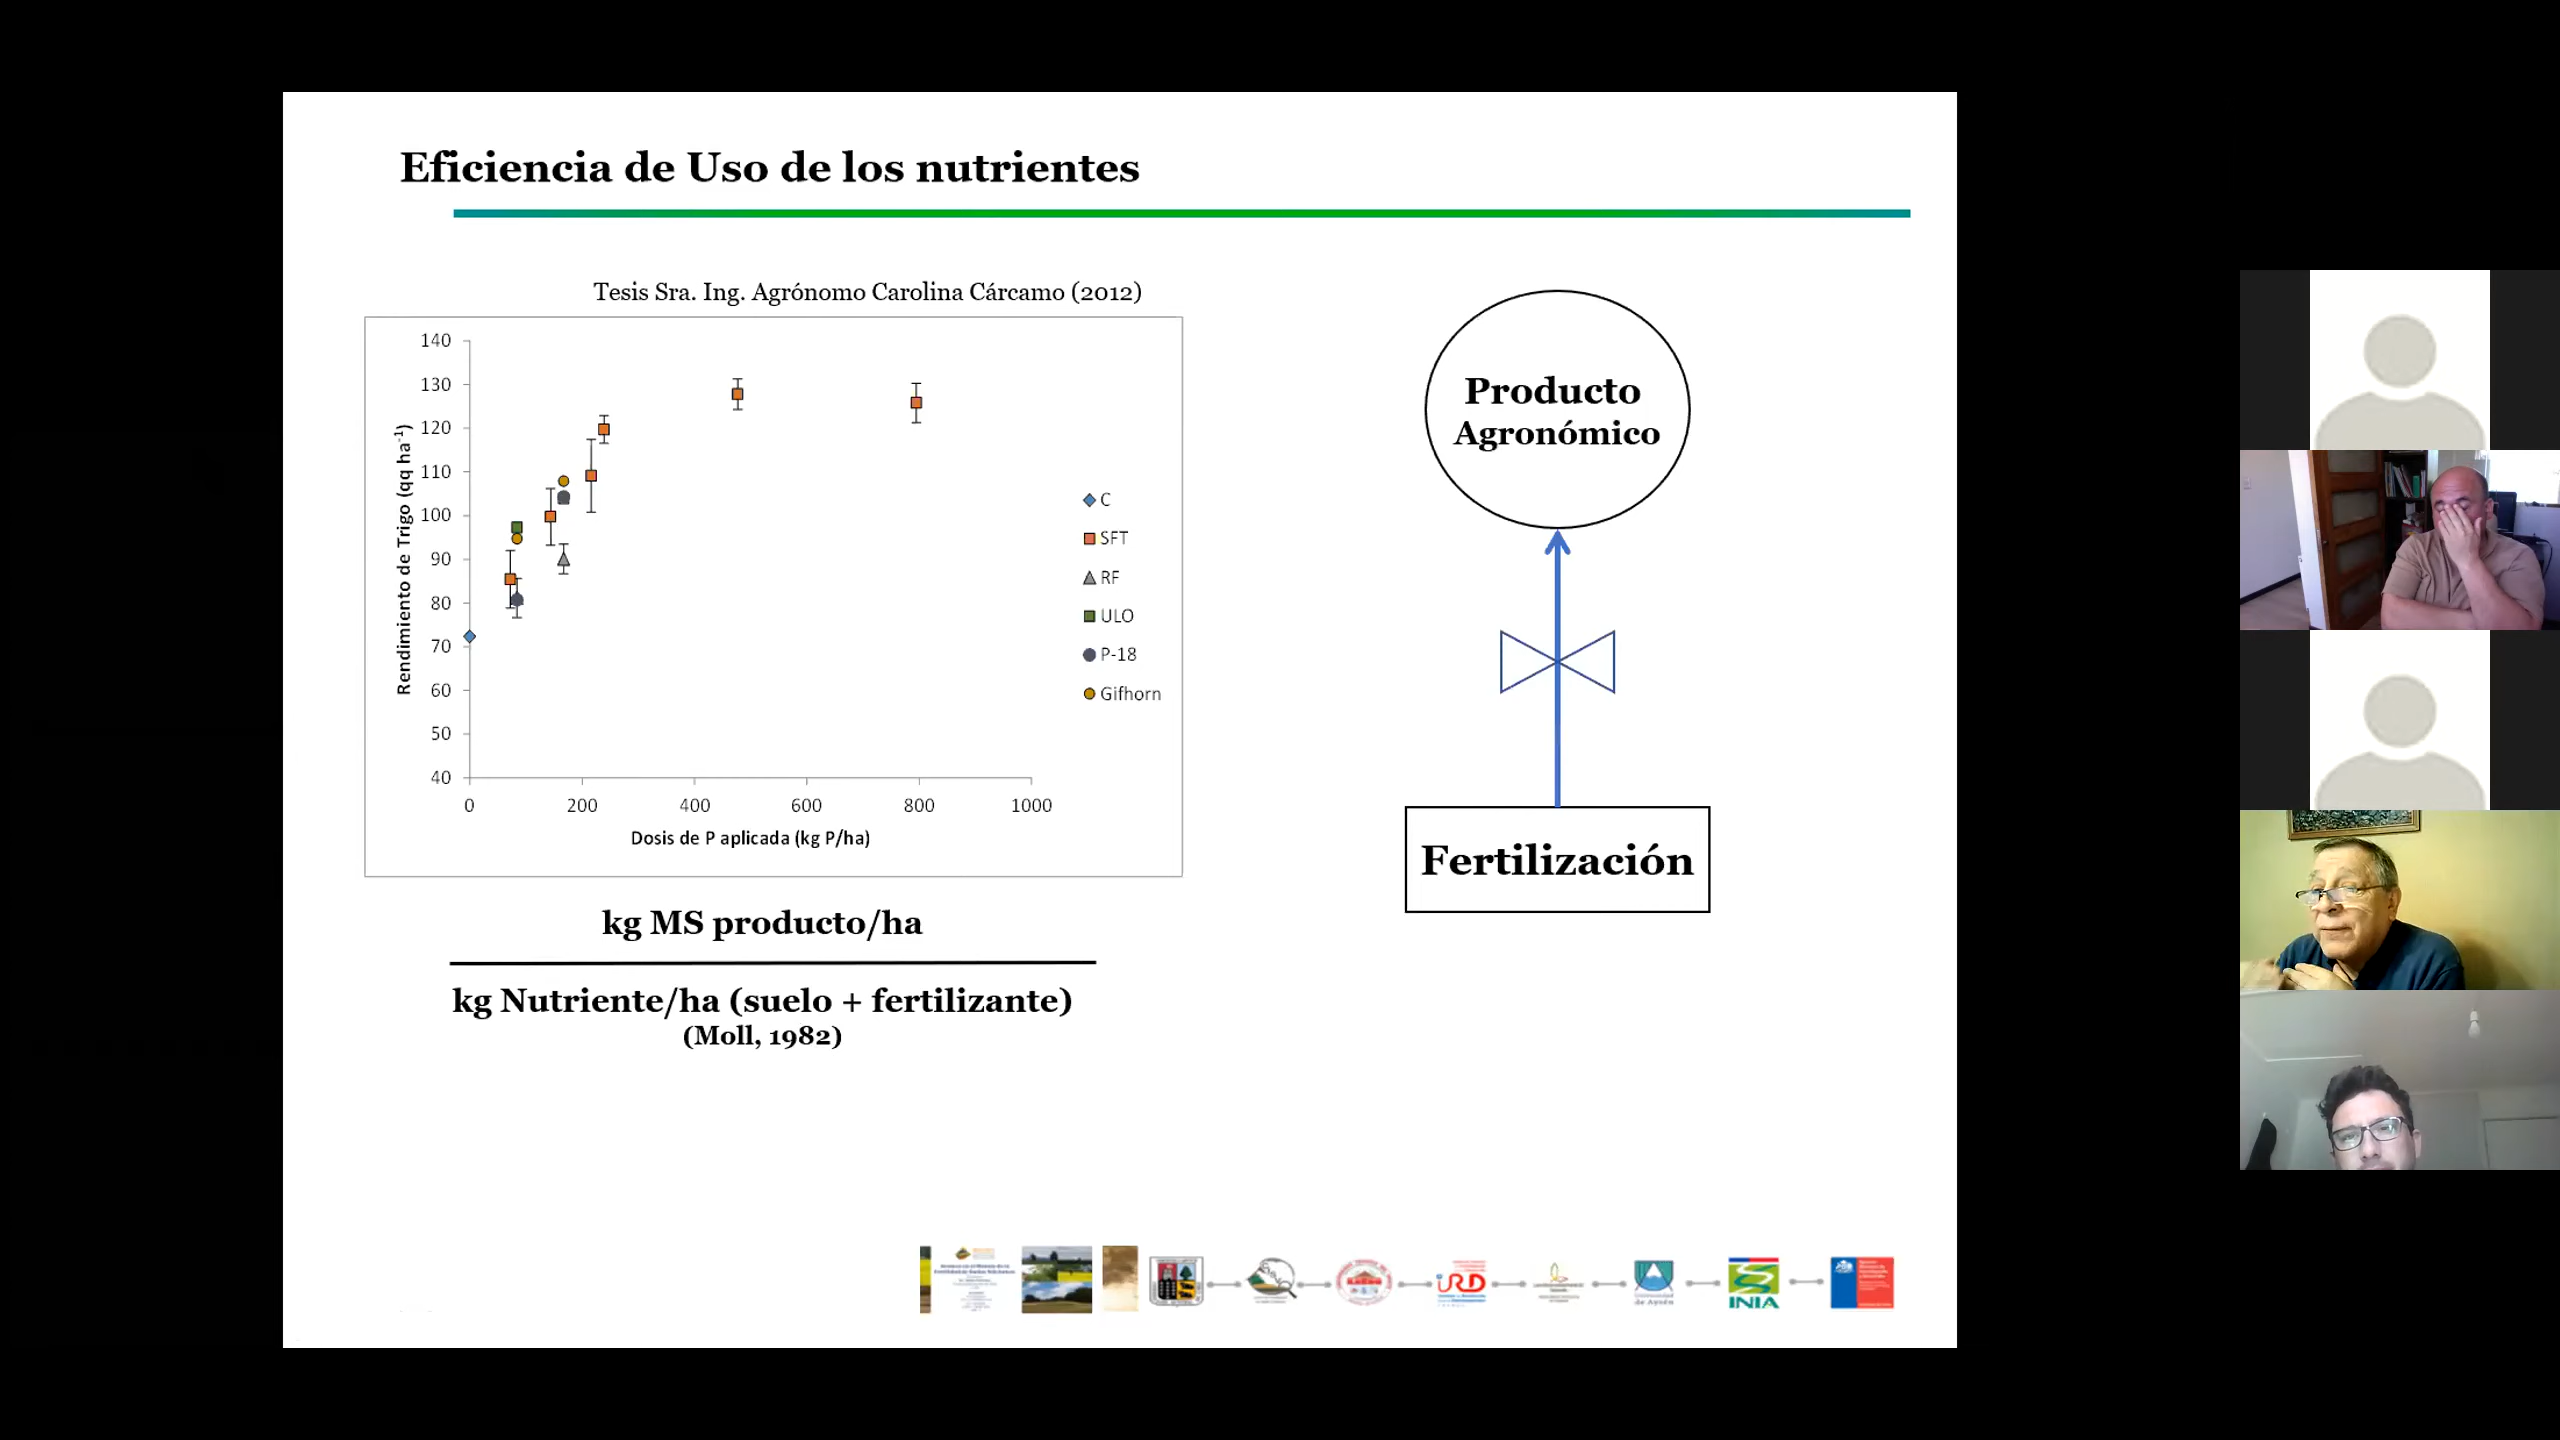 Eficiencia de Uso de los nutrientes
Tesis Sra. Ing. Agrónomo Carolina Cárcamo (2012)
140
130
120
110
100
90
80
70
60
50
40
Rendimiento de Trigo (qq ha⁻¹)
0 200 400 600 800 1000
Dosis de P aplicada (kg P/ha)
C
SFT
RF
ULO
P-18
Gifhorn
kg MS producto/ha
kg Nutriente/ha (suelo + fertilizante)
(Moll, 1982)
Producto
Agronómico
Fertilización
iRD
INIA